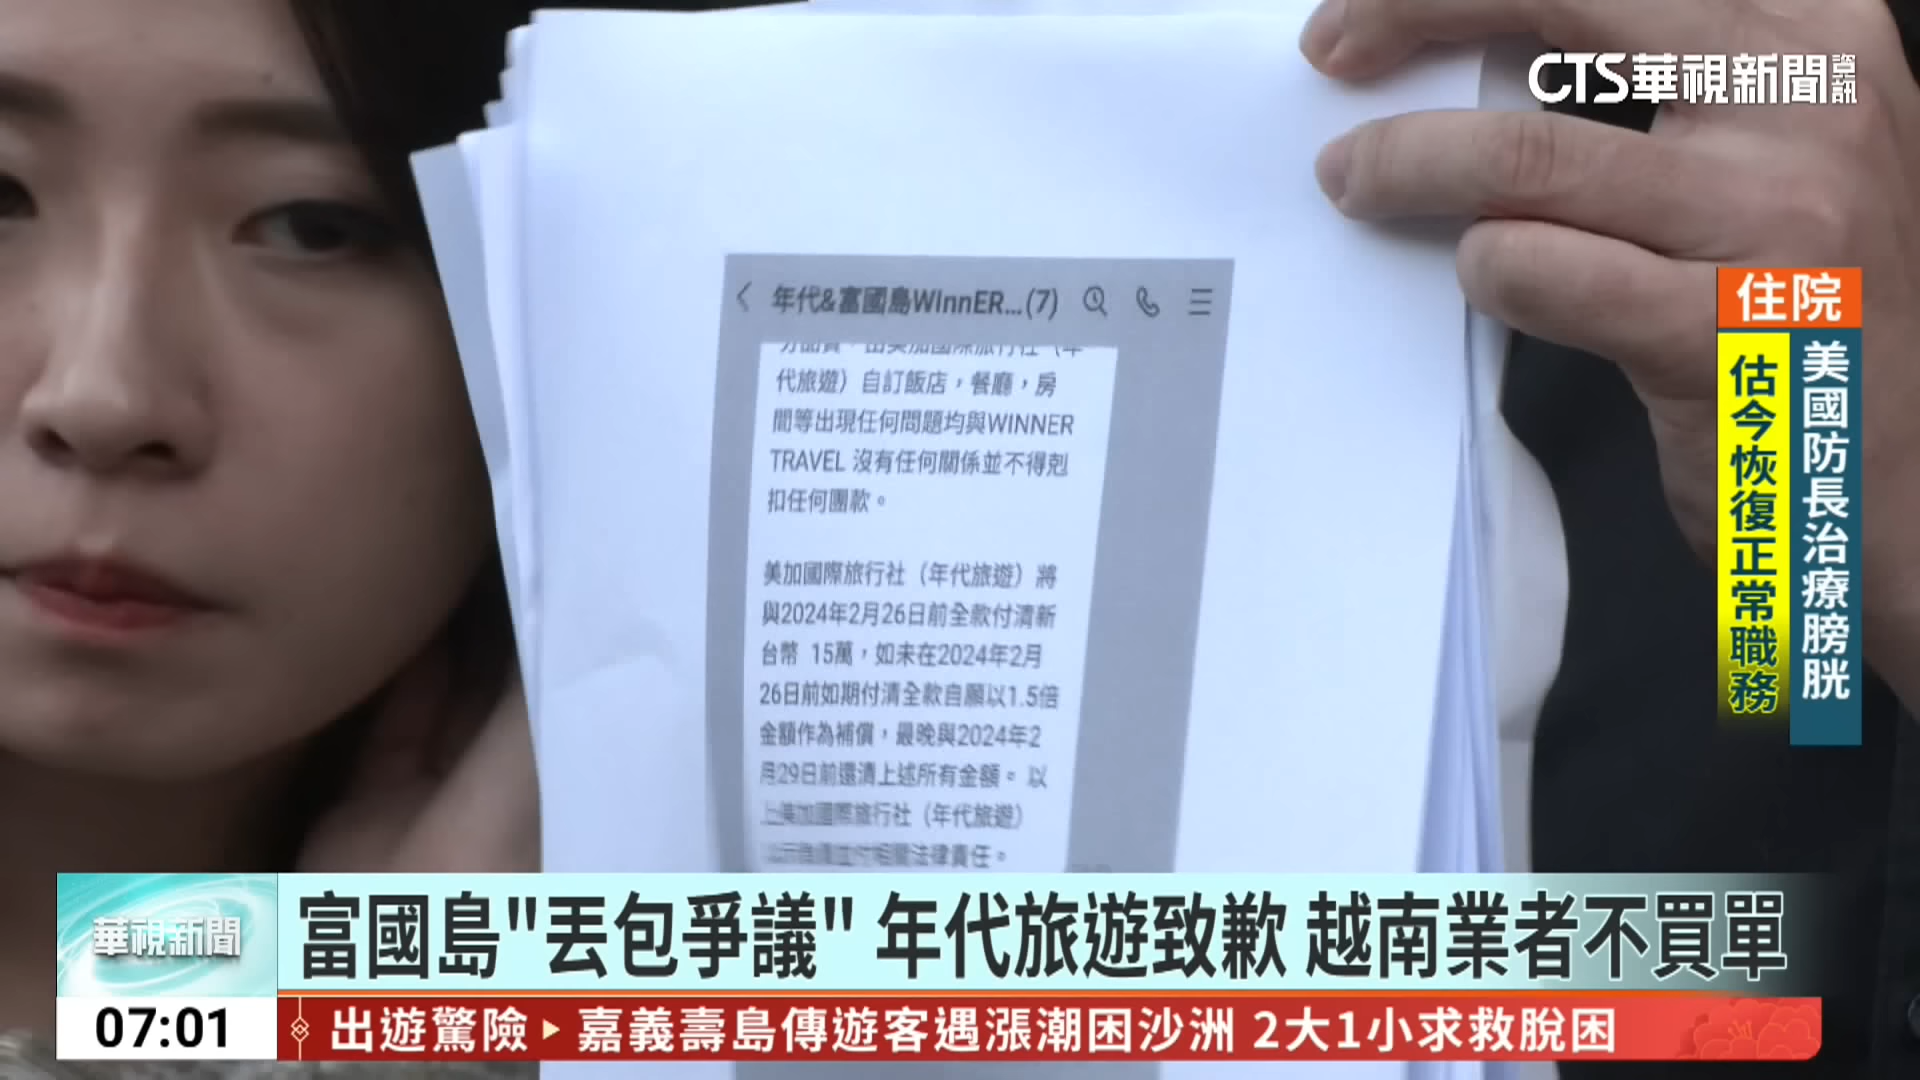 CTS華視新聞資訊
住院
美國防長治療膀胱
估今恢復正常職務
年代&富國島WInnER...(7)
代旅遊）自訂飯店，餐廳，房
間等出現任何問題均與WINNER
TRAVEL 沒有任何關係並不得剋
扣任何團款。
美加國際旅行社（年代旅遊）將
與2024年2月26日前全款付清新
台幣 15萬，如未在2024年2月
26日前如期付清全款自願以1.5倍
金額作為補償，最晚與2024年2
月29日前還清上述所有金額。以
上美加國際旅行社（年代旅遊）
相關法律責任。
華視新聞
富國島"丟包爭議" 年代旅遊致歉 越南業者不買單
07:01
出遊驚險 嘉義壽島傳遊客遇漲潮困沙洲 2大1小求救脫困